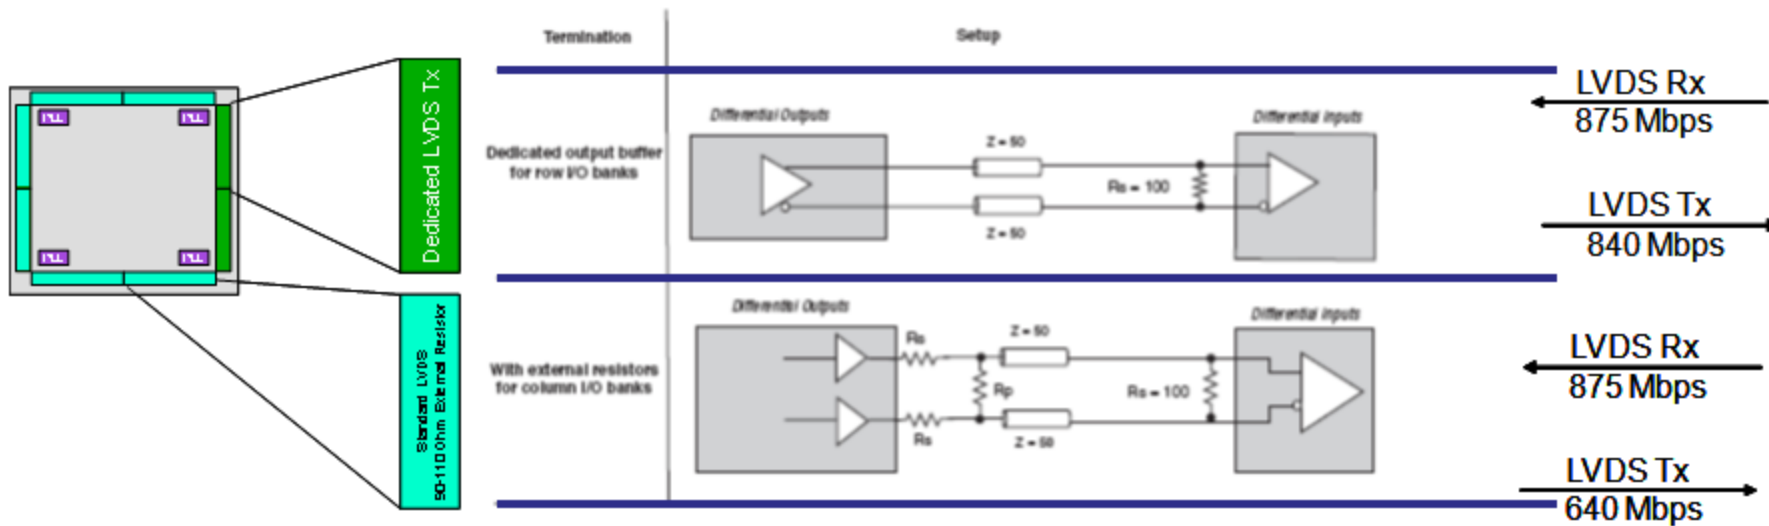 PLL PLL
PLL PLL
Dedicated LVDS Tx
Standard LVDS
90-110 Ohm External Resistor
Termination
Setup
Dedicated output buffer
for row I/O banks
Differential Outputs
Z = 50
Z = 50
Rs = 100
Differential Inputs
LVDS Rx
875 Mbps
LVDS Tx
840 Mbps
With external resistors
for column I/O banks
Differential Outputs
Rs
Rs
Rp
Z = 50
Z = 50
Rs = 100
Differential Inputs
LVDS Rx
875 Mbps
LVDS Tx
640 Mbps